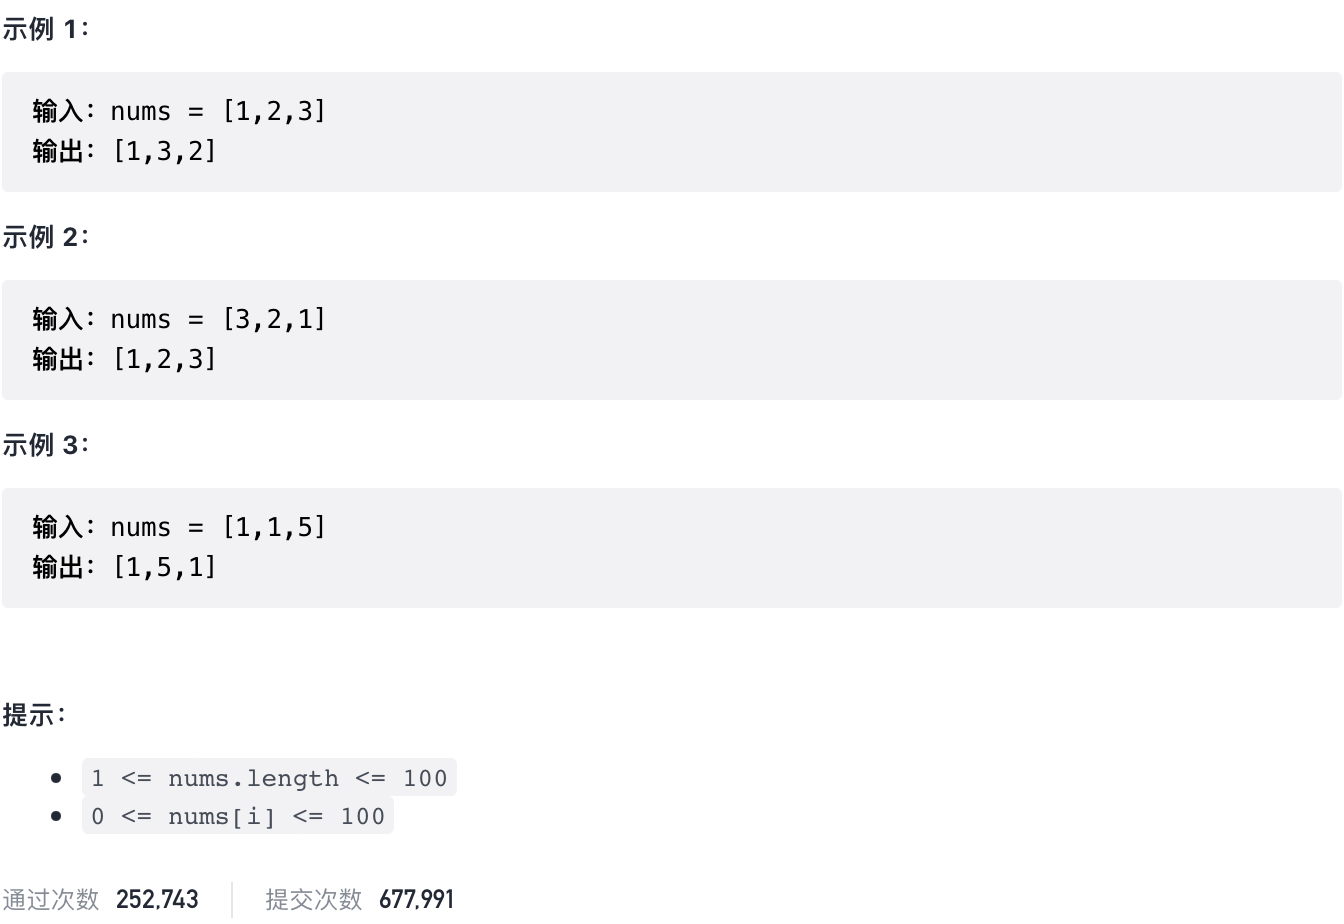 示例 1：
输入：nums = [1,2,3]
输出：[1,3,2]
示例 2：
输入：nums = [3,2,1]
输出：[1,2,3]
示例 3：
输入：nums = [1,1,5]
输出：[1,5,1]
提示：
1 <= nums.length <= 100
0 <= nums[i] <= 100
通过次数 252,743 提交次数 677,991